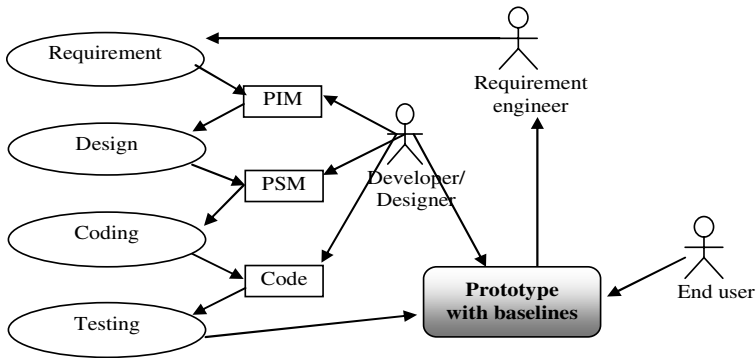 Requirement
PIM
Requirement
engineer
Design
PSM
Developer/
Designer
Coding
Code
Prototype
with baselines
End user
Testing